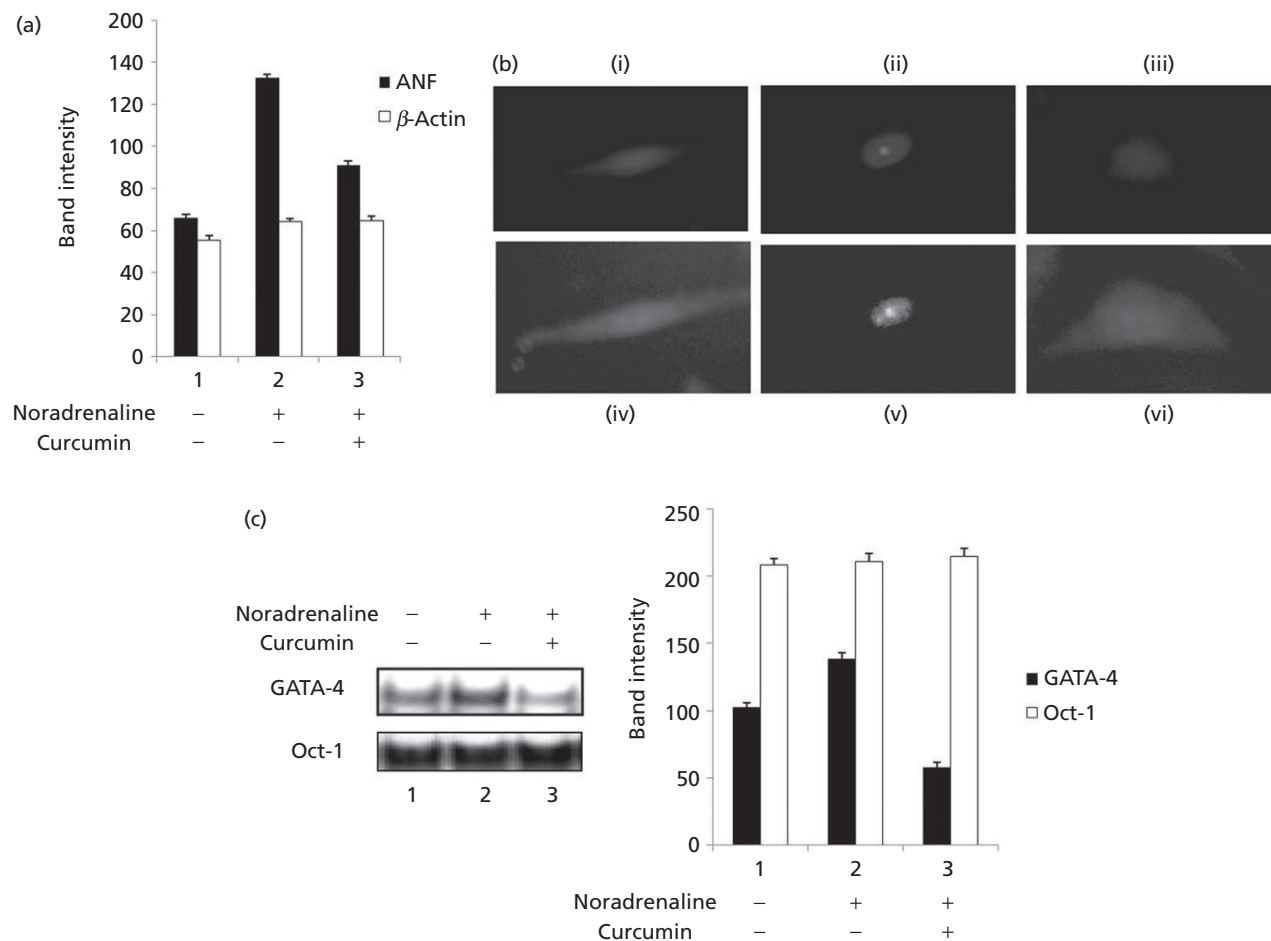 (a)
200
140
120
100
80
60
40
20
0
Band intensity
ANF
β-Actin
1 2 3
Noradrenaline – + +
Curcumin – – +
(b) (i) (ii) (iii)
(iv) (v) (vi)
(c)
Noradrenaline – + +
Curcumin – – +
GATA-4
Oct-1
1 2 3
250
200
150
100
50
0
Band intensity
GATA-4
Oct-1
1 2 3
Noradrenaline – + +
Curcumin – – +